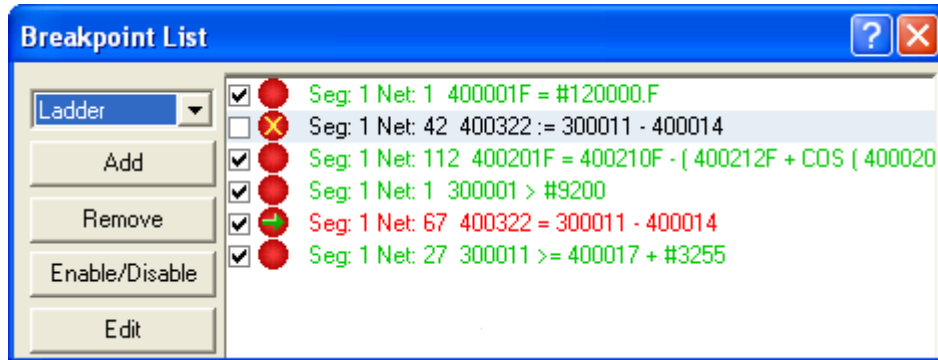 Breakpoint List
?
Ladder
Add
Remove
Enable/Disable
Edit
Seg: 1 Net: 1 400001F = #120000.F
Seg: 1 Net: 42 400322 := 300011 - 400014
Seg: 1 Net: 112 400201F = 400210F - ( 400212F + COS ( 400020
Seg: 1 Net: 1 300001 > #9200
Seg: 1 Net: 67 400322 = 300011 - 400014
Seg: 1 Net: 27 300011 >= 400017 + #3255